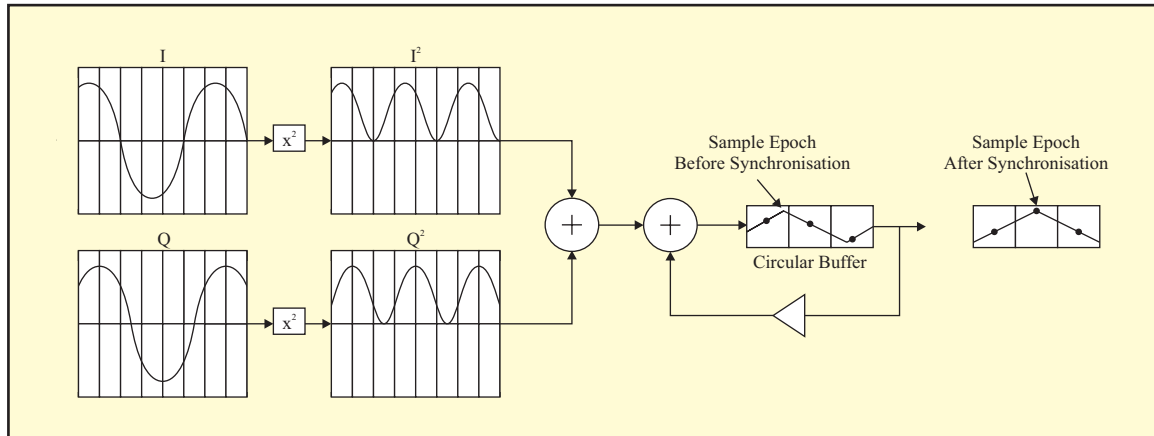 I
I²
x²
Q
Q²
x²
+
+
Sample Epoch
Before Synchronisation
Circular Buffer
Sample Epoch
After Synchronisation